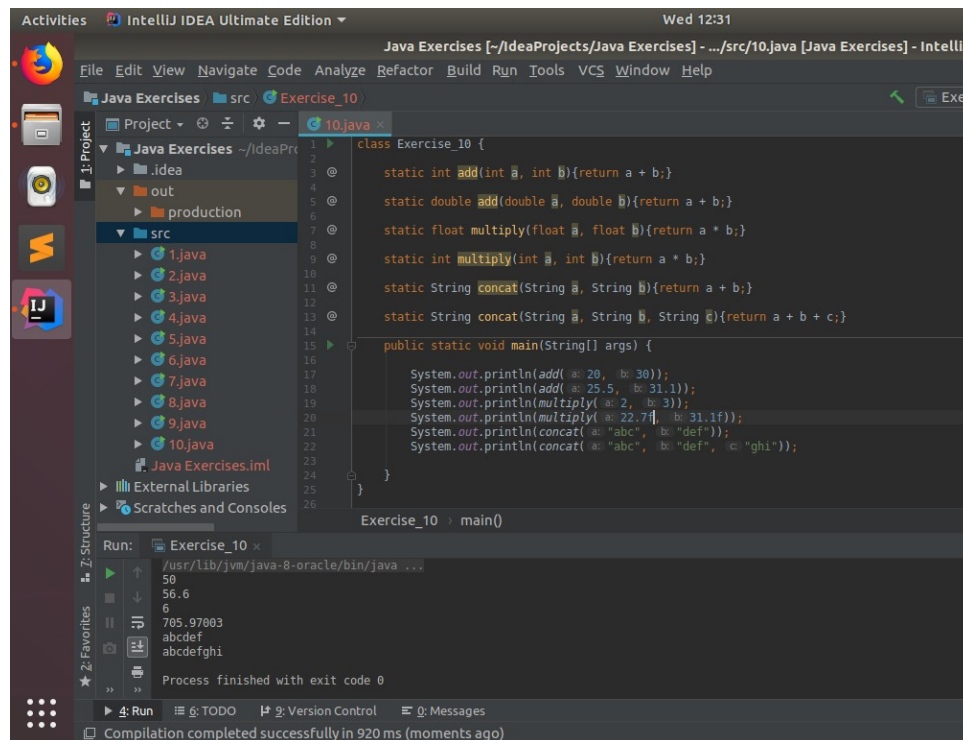 Activities IntelliJ IDEA Ultimate Edition ▾ Wed 12:31
Java Exercises [~/IdeaProjects/Java Exercises] - .../src/10.java [Java Exercises] - Intelli
File Edit View Navigate Code Analyze Refactor Build Run Tools VCS Window Help
Java Exercises src Exercise_10 Exe
1: Project
Project 10.java
Java Exercises ~/IdeaPro
.idea
out
production
src
1.java
2.java
3.java
4.java
5.java
6.java
7.java
8.java
9.java
10.java
Java Exercises.iml
External Libraries
Scratches and Consoles
1 class Exercise_10 {
2
3 @ static int add(int a, int b){return a + b;}
4
5 @ static double add(double a, double b){return a + b;}
6
7 @ static float multiply(float a, float b){return a * b;}
8
9 @ static int multiply(int a, int b){return a * b;}
10
11 @ static String concat(String a, String b){return a + b;}
12
13 @ static String concat(String a, String b, String c){return a + b + c;}
14
15 public static void main(String[] args) {
16
17 System.out.println(add( a: 20, b: 30));
18 System.out.println(add( a: 25.5, b: 31.1));
19 System.out.println(multiply( a: 2, b: 3));
20 System.out.println(multiply( a: 22.7f, b: 31.1f));
21 System.out.println(concat( a: "abc", b: "def"));
22 System.out.println(concat( a: "abc", b: "def", c: "ghi"));
23
24 }
25 }
26
Exercise_10 › main()
Z: Structure
2: Favorites
Run: Exercise_10
/usr/lib/jvm/java-8-oracle/bin/java ...
50
56.6
6
705.97003
abcdef
abcdefghi
Process finished with exit code 0
4: Run 6: TODO 9: Version Control 0: Messages
Compilation completed successfully in 920 ms (moments ago)